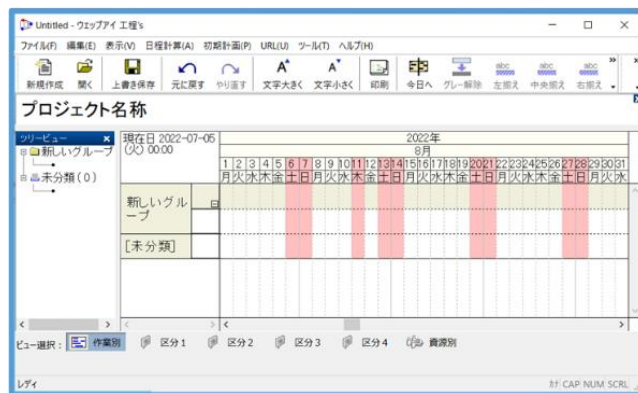 Untitled - ウェッブアイ 工程's
ファイル(F) 編集(E) 表示(V) 日程計算(A) 初期計画(P) URL(U) ツール(T) ヘルプ(H)
新規作成 開く 上書き保存 元に戻す やり直す 文字大きく 文字小さく 印刷 今日へ グレー解除 左揃え 中央揃え 右揃え
プロジェクト名称
ツリービュー
新しいグループ
未分類(0)
現在日 2022-07-05
(火) 00:00
2022年
8月
1 2 3 4 5 6 7 8 9 10 11 12 13 14 15 16 17 18 19 20 21 22 23 24 25 26 27 28 29 30 31
月 火 水 木 金 土 日 月 火 水 木 金 土 日 月 火 水 木 金 土 日 月 火 水 木 金 土 日 月 火 水
新しいグル
ープ
[未分類]
ビュー選択: 作業別 区分1 区分2 区分3 区分4 資源別
レディ
CAP NUM SCRL